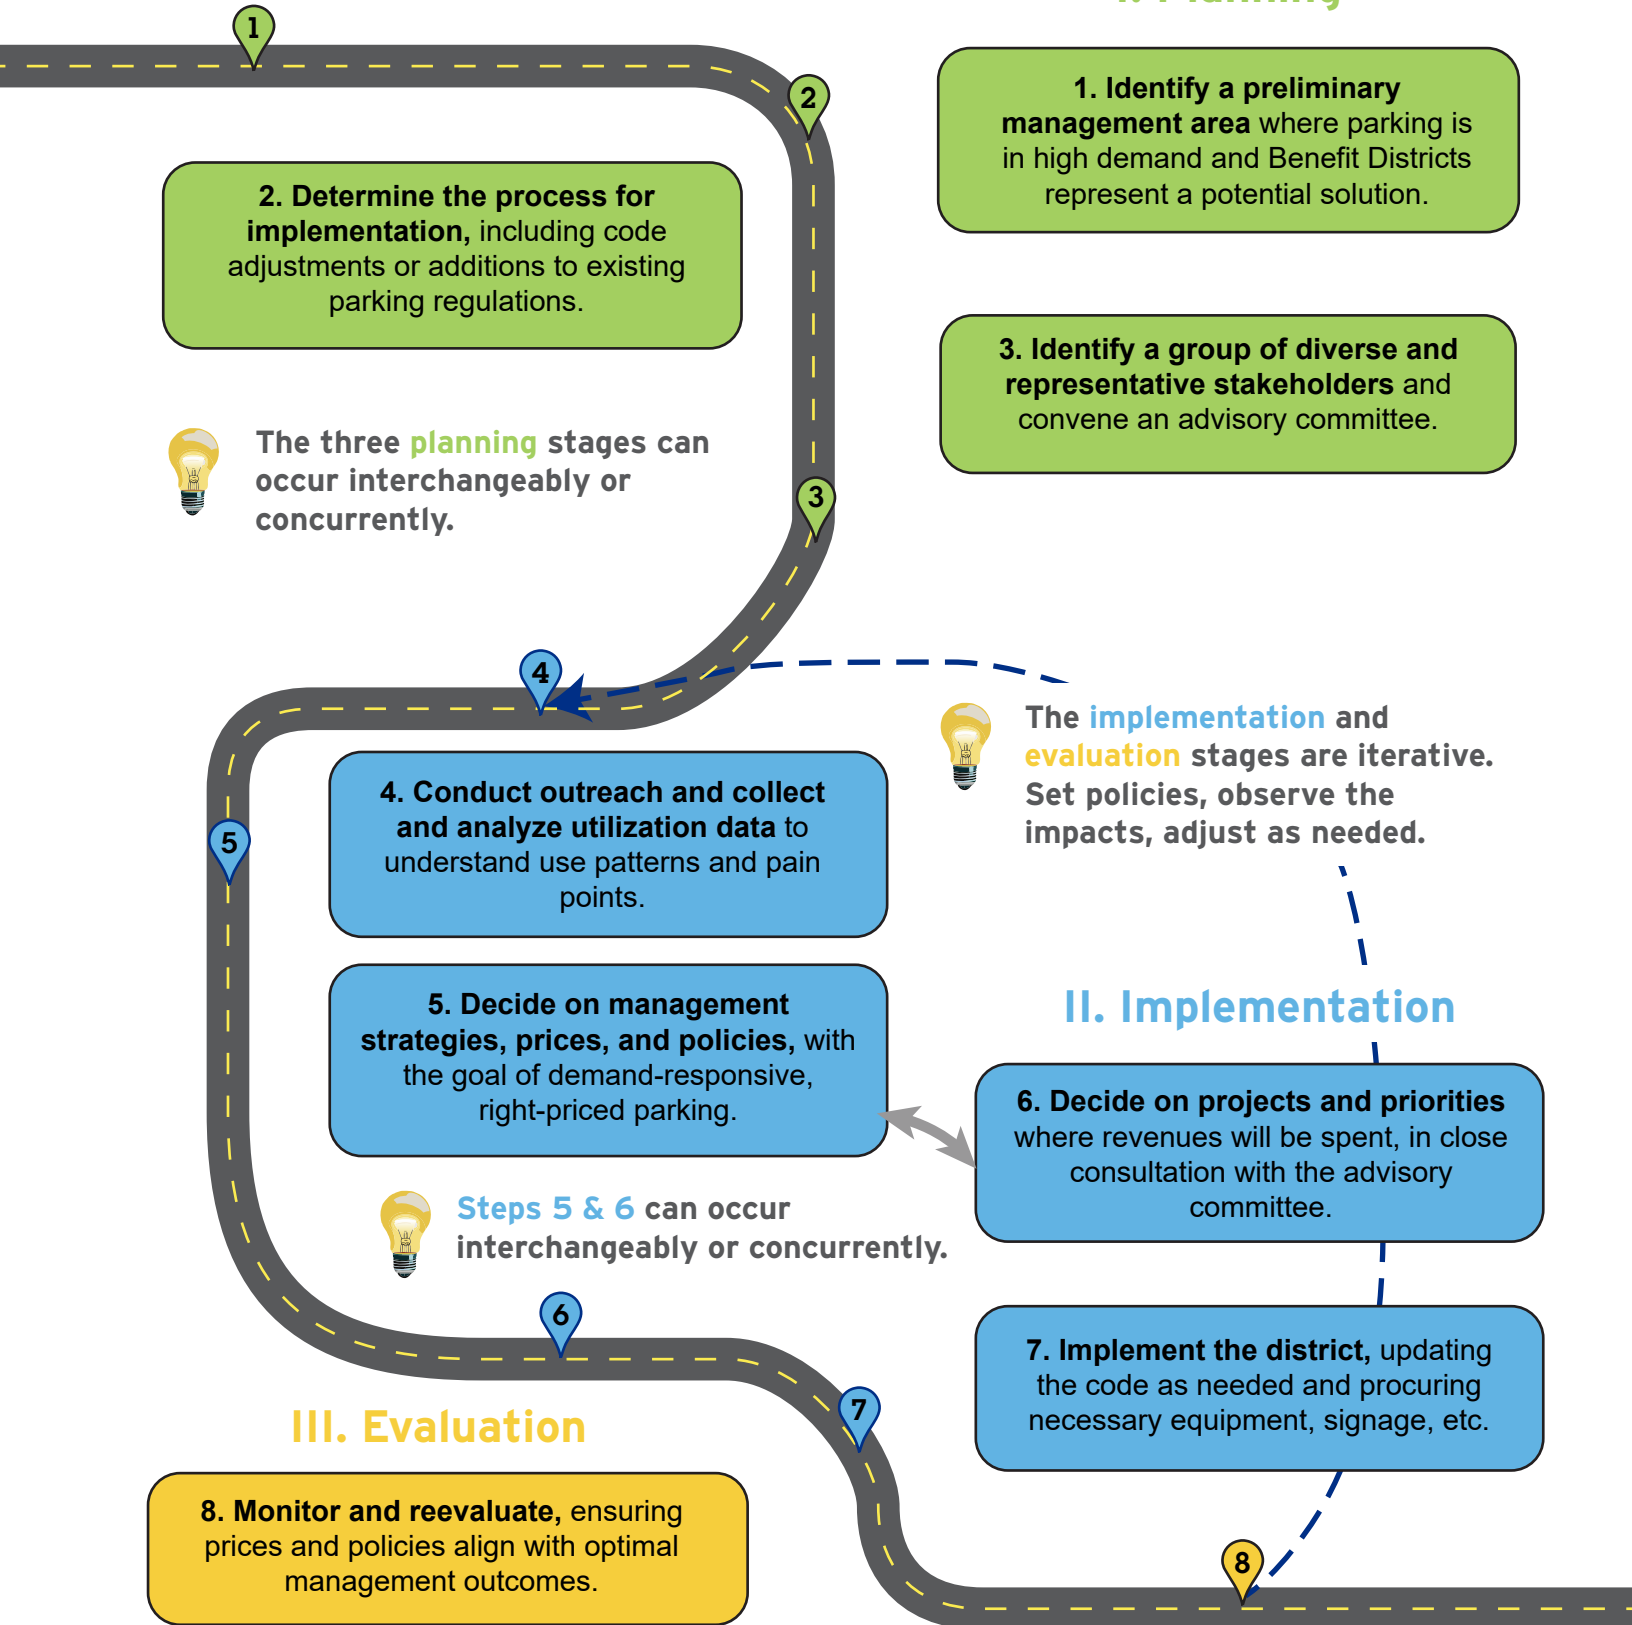 I. Planning
1
2
1. Identify a preliminary
management area where parking is
in high demand and Benefit Districts
represent a potential solution.
2. Determine the process for
implementation, including code
adjustments or additions to existing
parking regulations.
3. Identify a group of diverse and
representative stakeholders and
convene an advisory committee.
The three planning stages can
occur interchangeably or
concurrently.
3
4
The implementation and
evaluation stages are iterative.
Set policies, observe the
impacts, adjust as needed.
4. Conduct outreach and collect
and analyze utilization data to
understand use patterns and pain
points.
5
5. Decide on management
strategies, prices, and policies, with
the goal of demand-responsive,
right-priced parking.
II. Implementation
6. Decide on projects and priorities
where revenues will be spent, in close
consultation with the advisory
committee.
Steps 5 & 6 can occur
interchangeably or concurrently.
6
7. Implement the district, updating
the code as needed and procuring
necessary equipment, signage, etc.
7
III. Evaluation
8. Monitor and reevaluate, ensuring
prices and policies align with optimal
management outcomes.
8